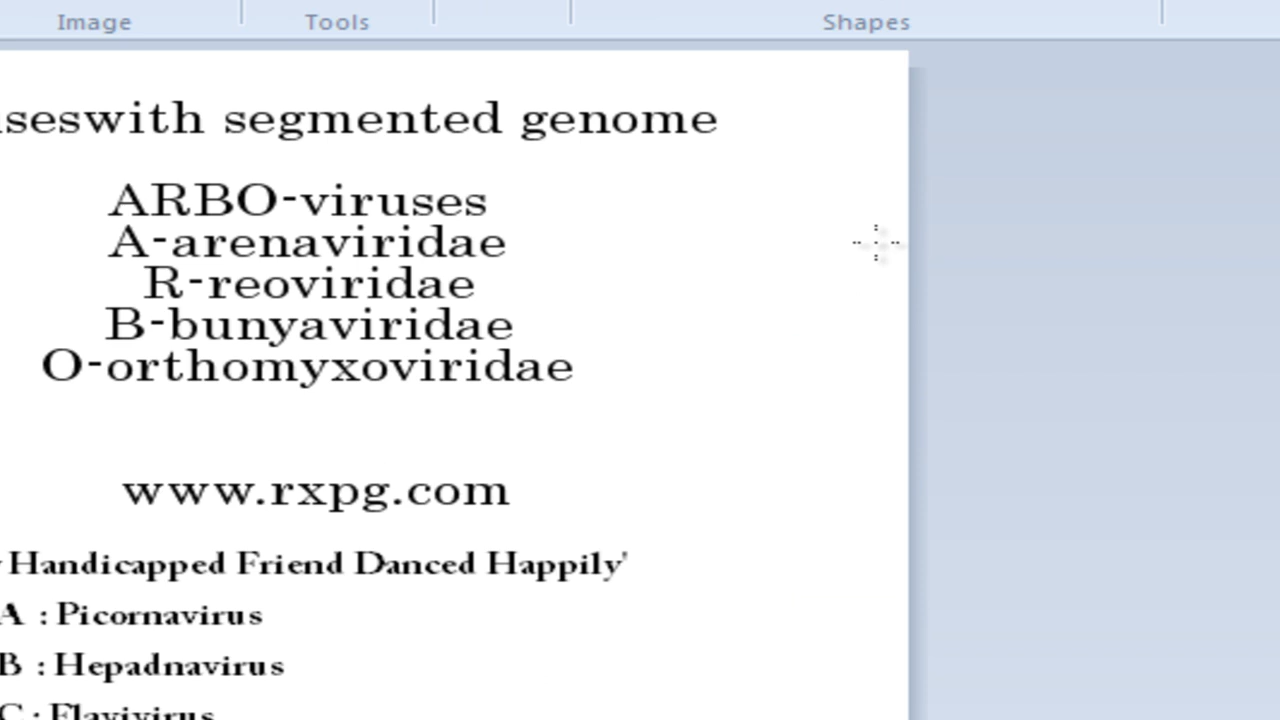 Image Tools Shapes
seswith segmented genome
ARBO-viruses
A-arenaviridae
R-reoviridae
B-bunyaviridae
O-orthomyxoviridae
www.rxpg.com
Handicapped Friend Danced Happily'
A : Picornavirus
B : Hepadnavirus
C : Flavivirus